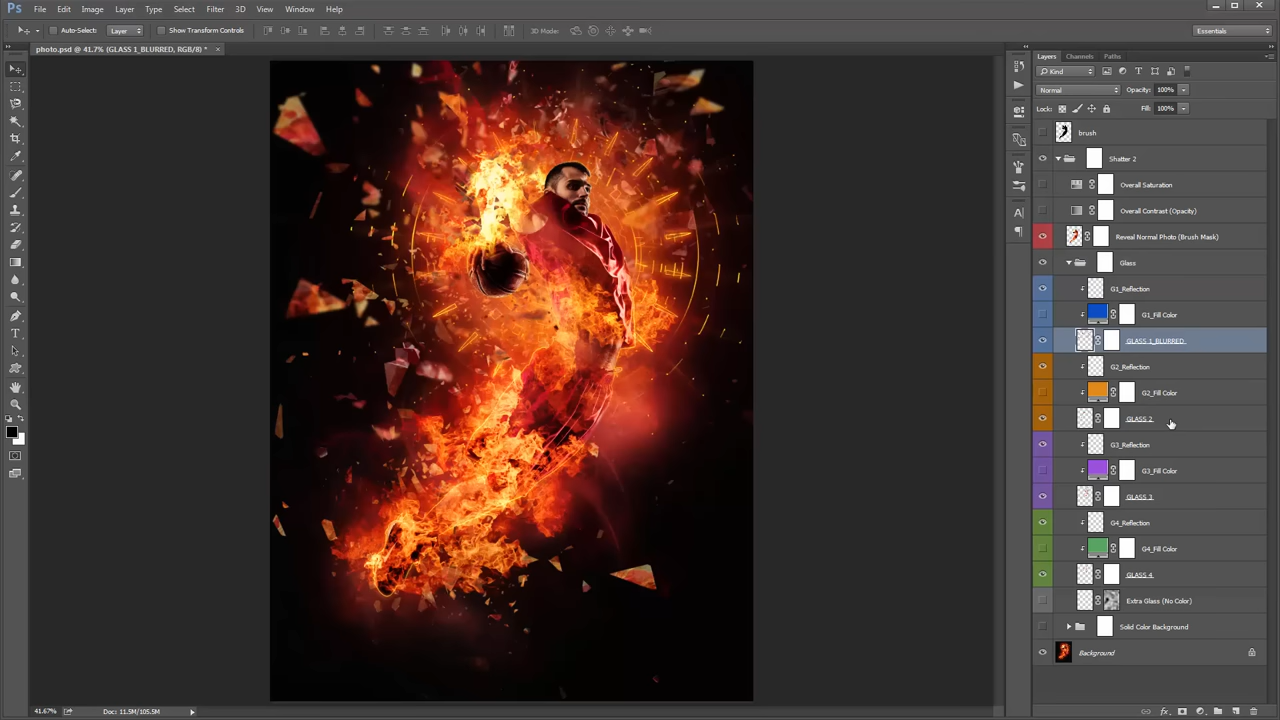 Ps File Edit Image Layer Type Select Filter 3D View Window Help
Auto-Select: Layer Show Transform Controls 3D Mode: Essentials
photo.psd @ 41.7% (GLASS 1_BLURRED, RGB/8) * ×
Layers Channels Paths
Kind
Normal Opacity: 100%
Lock: Fill: 100%
brush
Shatter 2
Overall Saturation
Overall Contrast (Opacity)
Reveal Normal Photo (Brush Mask)
Glass
G1_Reflection
G1_Fill Color
GLASS 1_BLURRED
G2_Reflection
G2_Fill Color
GLASS 2
G3_Reflection
G3_Fill Color
GLASS 3
G4_Reflection
G4_Fill Color
GLASS 4
Extra Glass (No Color)
Solid Color Background
Background
41.67% Doc: 11.5M/105.5M